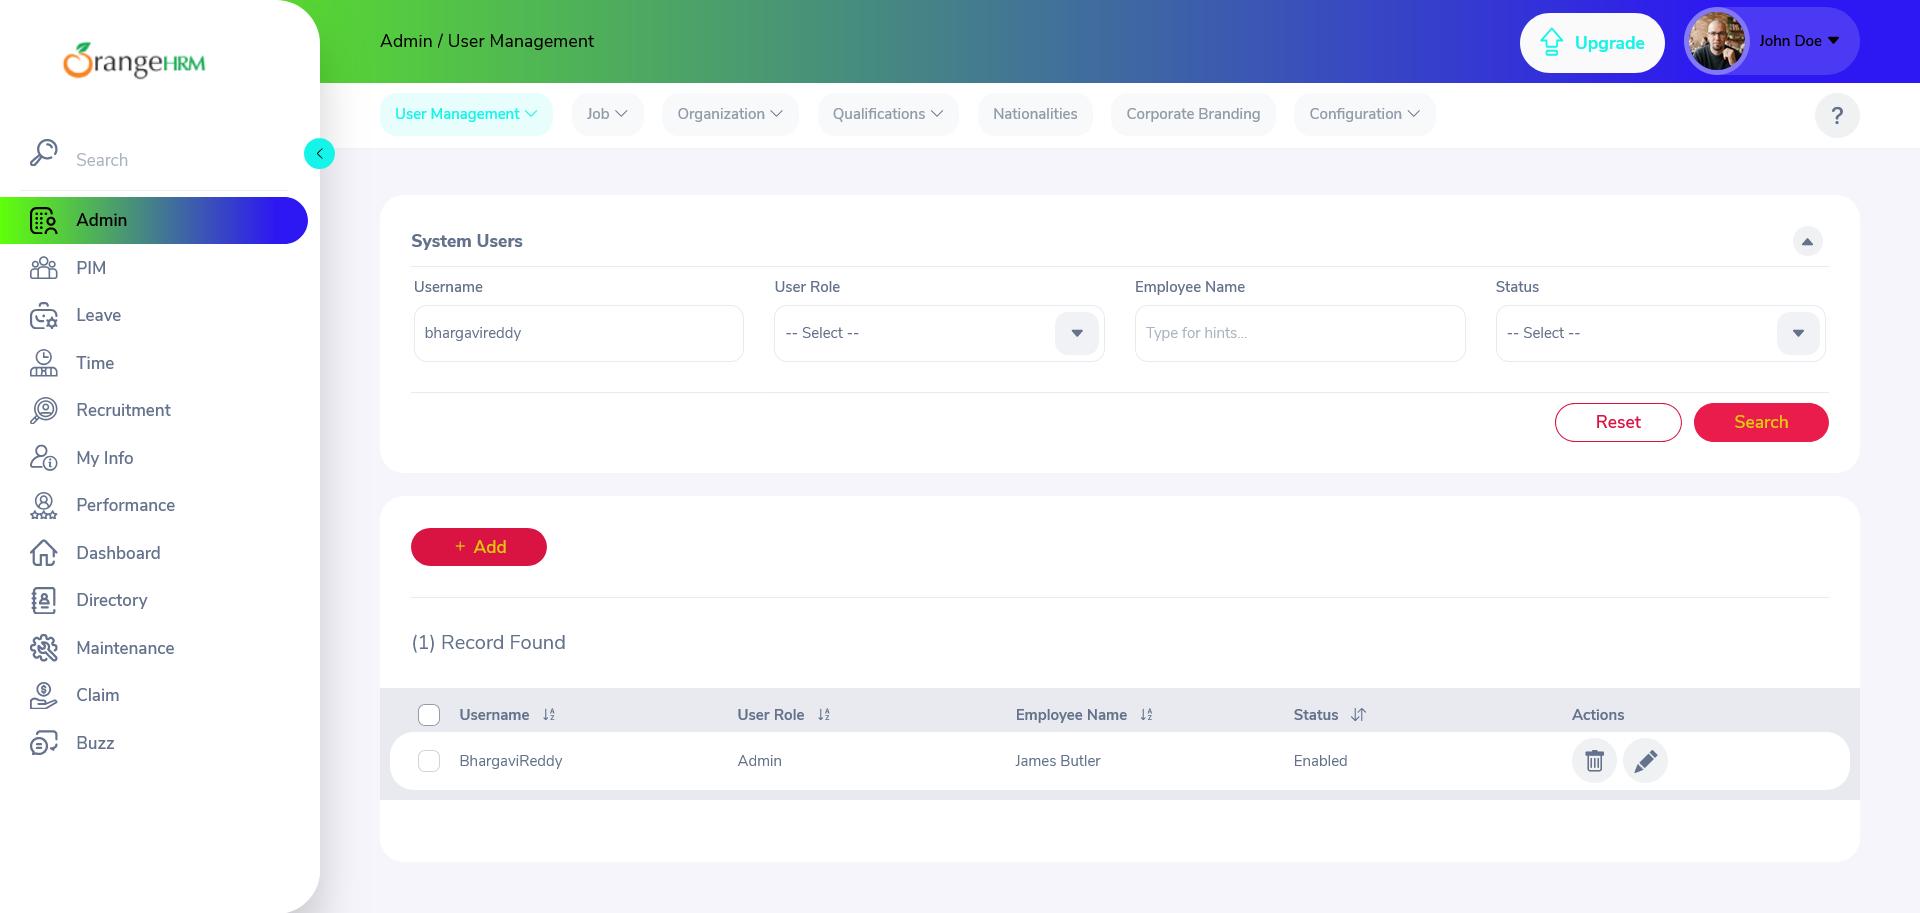 OrangeHRM
Admin / User Management
Upgrade
John Doe
User Management
Job
Organization
Qualifications
Nationalities
Corporate Branding
Configuration
?
Search
Admin
PIM
Leave
Time
Recruitment
My Info
Performance
Dashboard
Directory
Maintenance
Claim
Buzz
System Users
Username
User Role
Employee Name
Status
bhargavireddy
-- Select --
Type for hints...
-- Select --
Reset
Search
+ Add
(1) Record Found
Username
User Role
Employee Name
Status
Actions
BhargaviReddy
Admin
James Butler
Enabled